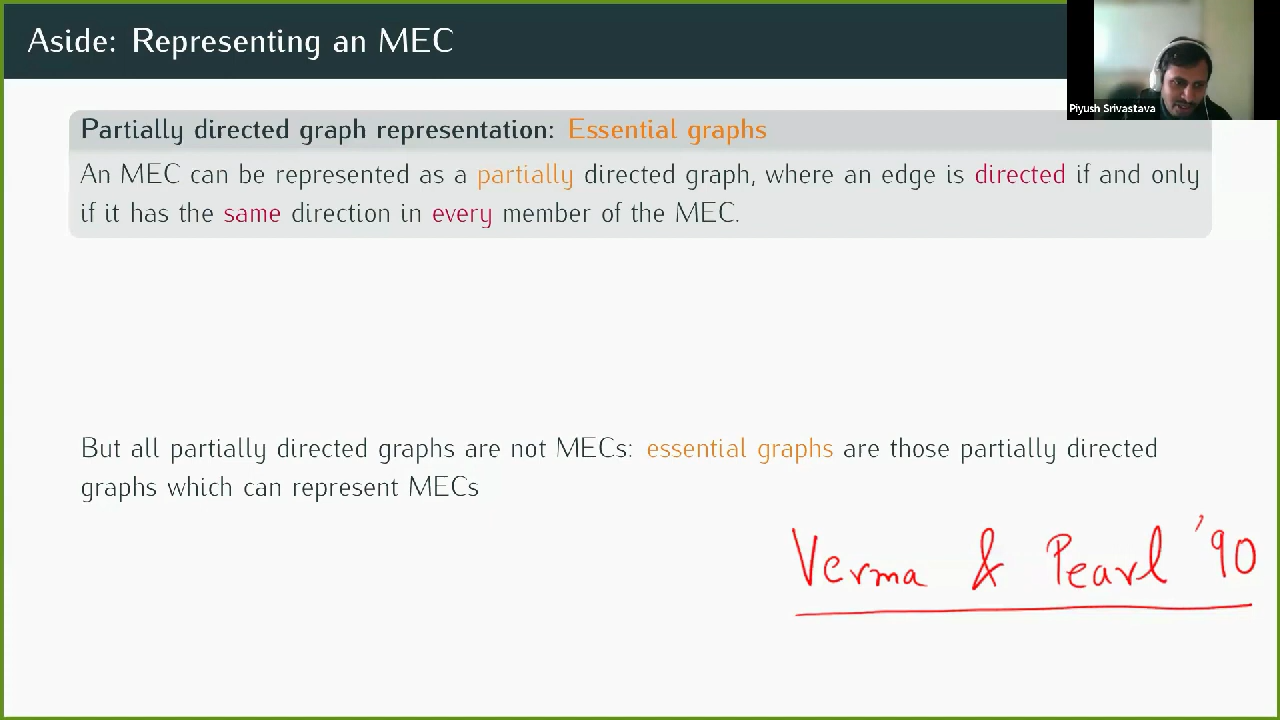 Aside: Representing an MEC
Piyush Srivastava
Partially directed graph representation: Essential graphs
An MEC can be represented as a partially directed graph, where an edge is directed if and only
if it has the same direction in every member of the MEC.
But all partially directed graphs are not MECs: essential graphs are those partially directed
graphs which can represent MECs
Verma & Pearl '90